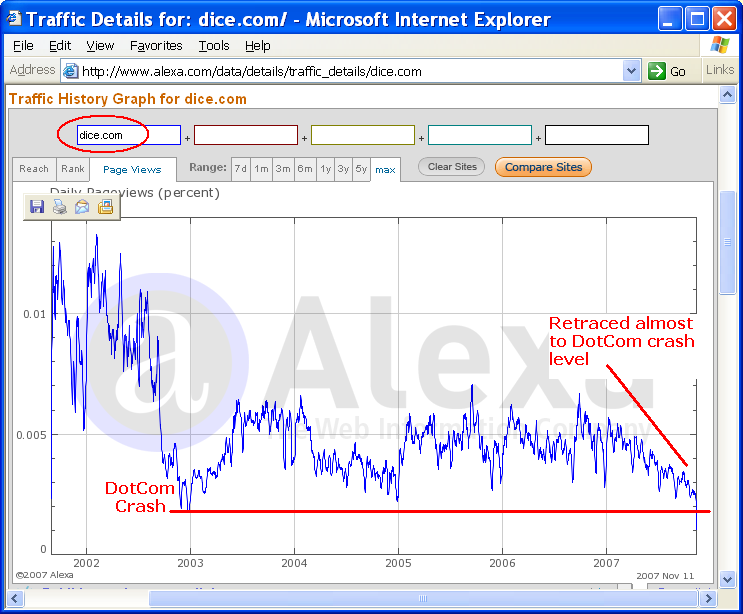 Traffic Details for: dice.com/ - Microsoft Internet Explorer
File Edit View Favorites Tools Help
Address http://www.alexa.com/data/details/traffic_details/dice.com Go Links
Traffic History Graph for dice.com
dice.com + + + +
Reach Rank Page Views Range: 7d 1m 3m 6m 1y 3y 5y max Clear Sites Compare Sites
Daily Pageviews (percent)
@Alexa
The Web Information Company
Retraced almost
to DotCom crash
level
0.01
0.005
DotCom
Crash
0
2002 2003 2004 2005 2006 2007
©2007 Alexa 2007 Nov 11